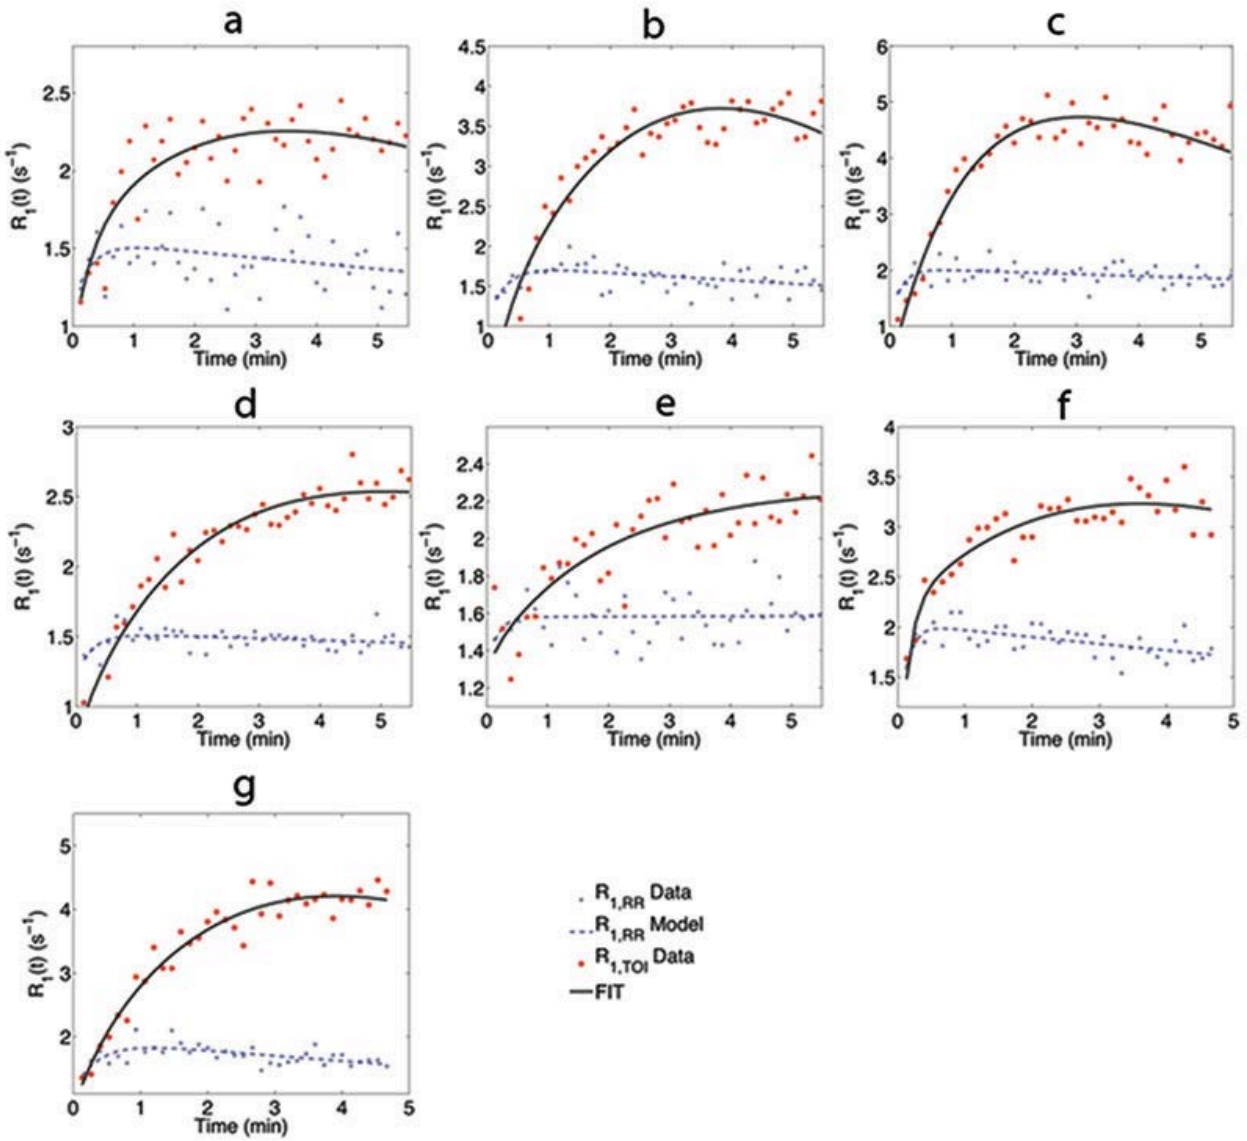 a
b
c
2.5
2
1.5
1
0 1 2 3 4 5
Time (min)
R1(t) (s−1)
4.5
4
3.5
3
2.5
2
1.5
1
0 1 2 3 4 5
Time (min)
R1(t) (s−1)
6
5
4
3
2
1
0 1 2 3 4 5
Time (min)
R1(t) (s−1)
d
e
f
3
2.5
2
1.5
1
0 1 2 3 4 5
Time (min)
R1(t) (s−1)
2.4
2.2
2
1.8
1.6
1.4
1.2
0 1 2 3 4 5
Time (min)
R1(t) (s−1)
4
3.5
3
2.5
2
1.5
0 1 2 3 4 5
Time (min)
R1(t) (s−1)
g
5
4
3
2
0 1 2 3 4 5
Time (min)
R1(t) (s−1)
R1,RR Data
R1,RR Model
R1,TOI Data
FIT